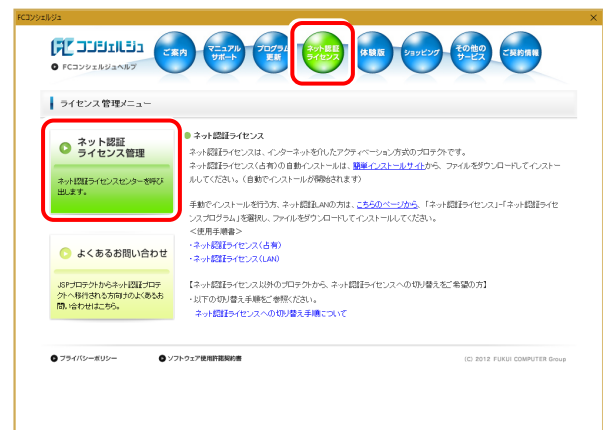 FCコンシェルジュ
FC コンシェルジュ
FCコンシェルジュヘルプ
ご案内
マニュアル
サポート
プログラム
更新
ネット認証
ライセンス
体験版
ショッピング
その他の
サービス
ご契約情報
ライセンス管理メニュー
ネット認証
ライセンス管理
ネット認証ライセンスセンターを呼び
出します。
よくあるお問い合わせ
JSPプロテクトからネット認証プロテ
クトへ移行される方向けのよくあるお
問い合わせはこちら。
ネット認証ライセンス
ネット認証ライセンスは、インターネットを介したアクティベーション方式のプロテクトです。
ネット認証ライセンス(占有)の自動インストールは、簡単インストールサイトから、ファイルをダウンロードしてインストー
ルしてください。(自動でインストールが開始されます)
手動でインストールを行う方、ネット認証LANの方は、こちらのページから、「ネット認証ライセンス」-「ネット認証ライセ
ンスプログラム」を選択し、ファイルをダウンロードしてインストールしてください。
<使用手順書>
・ネット認証ライセンス(占有)
・ネット認証ライセンス(LAN)
【ネット認証ライセンス以外のプロテクトから、ネット認証ライセンスへの切り替えをご希望の方】
・以下の切り替え手順をご参照ください。
ネット認証ライセンスへの切り替え手順について
プライバシーポリシー
ソフトウェア使用許諾契約書
(C) 2012 FUKUI COMPUTER Group